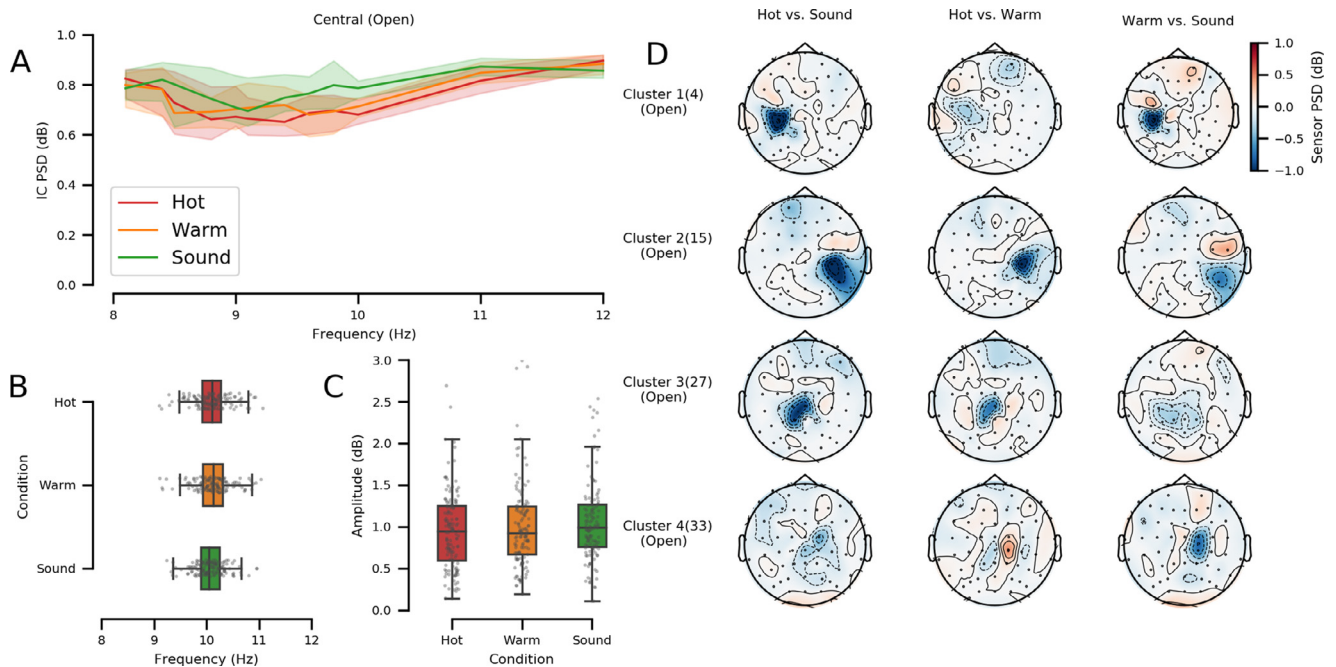 A
Central (Open)
1.0
0.8
0.6
0.4
0.2
0.0
IC PSD (dB)
Hot
Warm
Sound
8
9
10
11
12
Frequency (Hz)
B
Hot
Warm
Sound
Condition
8
9
10
11
12
Frequency (Hz)
C
3.0
2.5
2.0
1.5
1.0
0.5
0.0
Amplitude (dB)
Hot
Warm
Sound
Condition
D
Hot vs. Sound
Hot vs. Warm
Warm vs. Sound
Cluster 1(4)
(Open)
Cluster 2(15)
(Open)
Cluster 3(27)
(Open)
Cluster 4(33)
(Open)
1.0
0.5
0.0
−0.5
−1.0
Sensor PSD (dB)